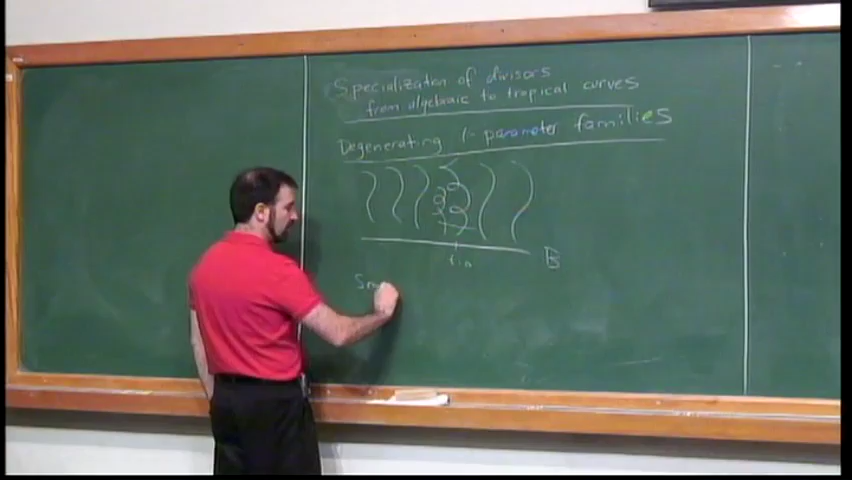 Specialization of divisors
from algebraic to tropical curves
Degenerating 1-parameter families
B
Sm